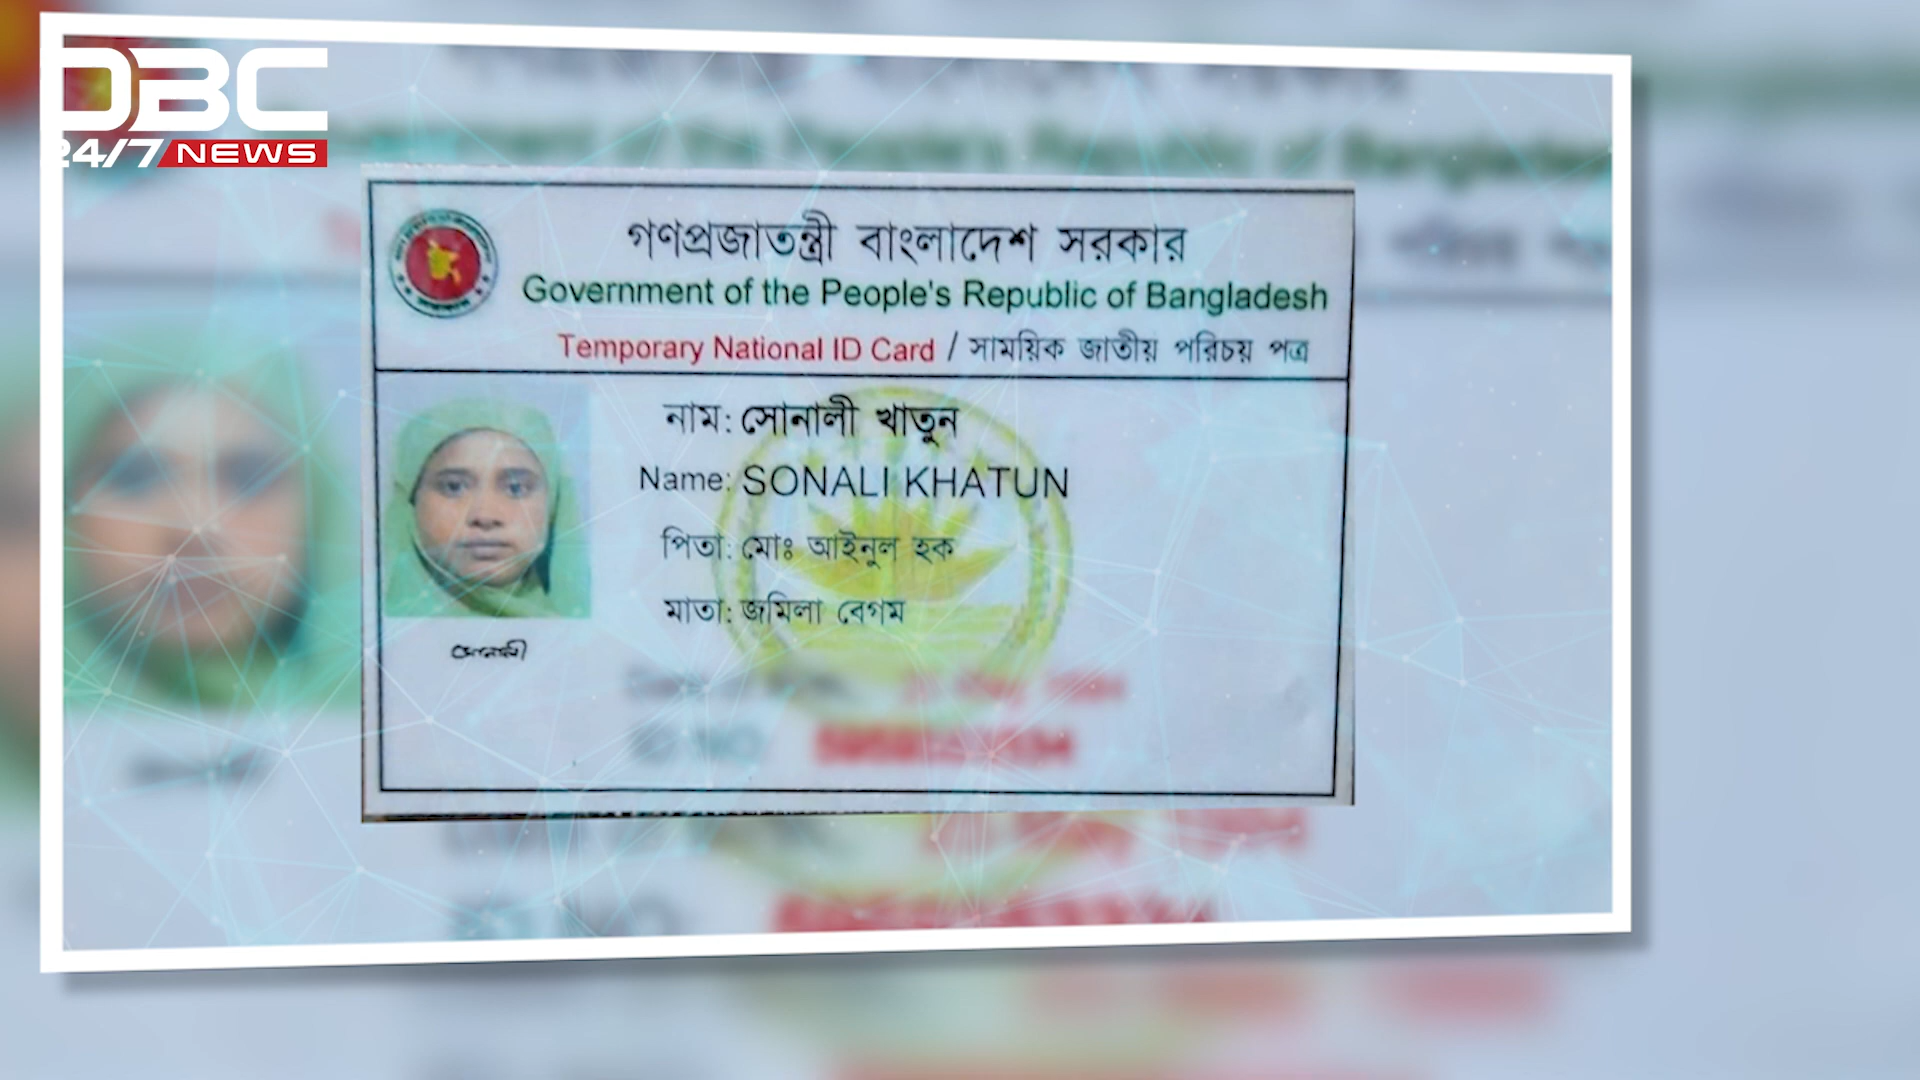 DBC
24/7 NEWS
গণপ্রজাতন্ত্রী বাংলাদেশ সরকার
Government of the People's Republic of Bangladesh
Temporary National ID Card / সাময়িক জাতীয় পরিচয় পত্র
নাম: সোনালী খাতুন
Name: SONALI KHATUN
পিতা: মোঃ আইনুল হক
মাতা: জমিলা বেগম
সোনালী